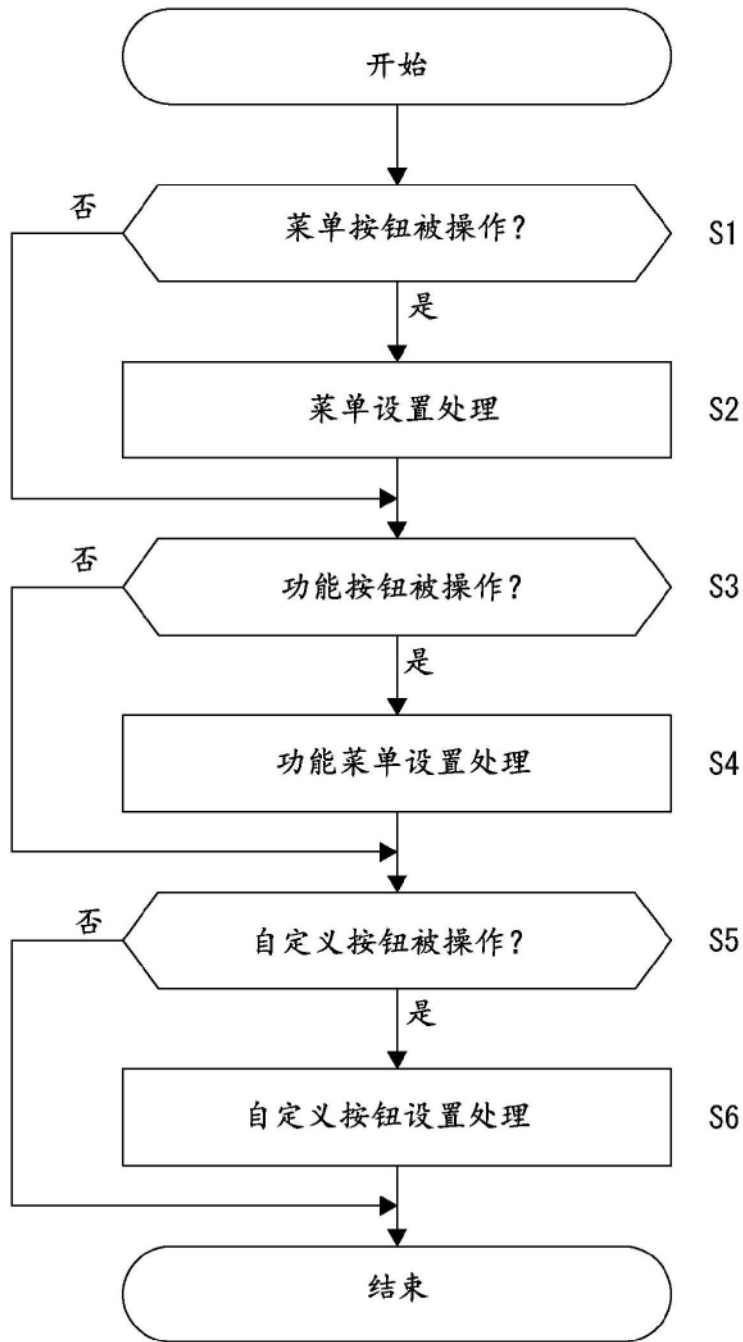 开始
否
菜单按钮被操作?
S1
是
菜单设置处理
S2
否
功能按钮被操作?
S3
是
功能菜单设置处理
S4
否
自定义按钮被操作?
S5
是
自定义按钮设置处理
S6
结束